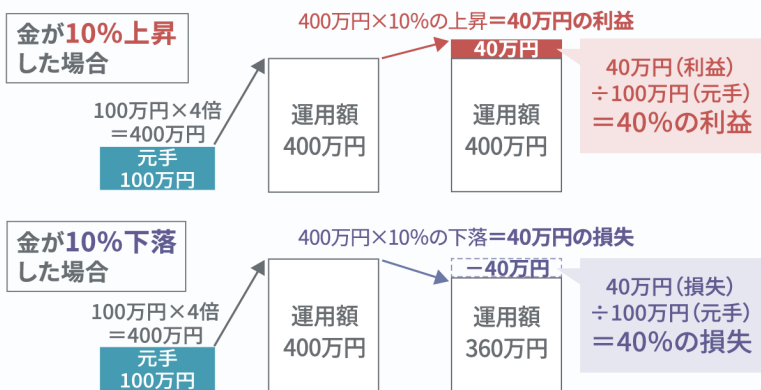 金が10%上昇
した場合
400万円×10%の上昇＝40万円の利益
100万円×4倍
＝400万円
元手
100万円
運用額
400万円
40万円
運用額
400万円
40万円（利益）
÷100万円（元手）
＝40%の利益
金が10%下落
した場合
400万円×10%の下落＝40万円の損失
100万円×4倍
＝400万円
元手
100万円
運用額
400万円
−40万円
運用額
360万円
40万円（損失）
÷100万円（元手）
＝40%の損失